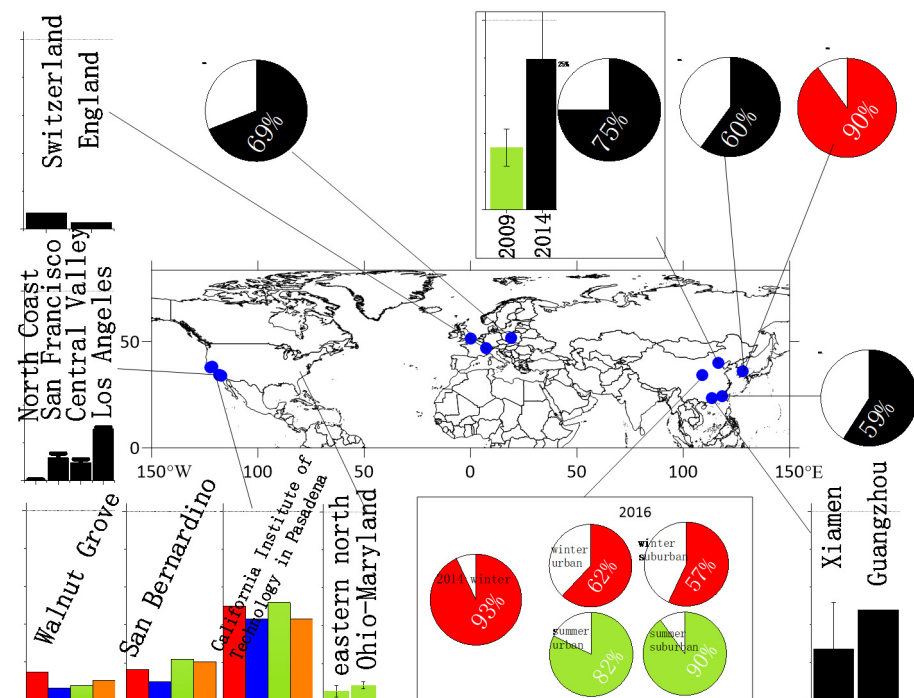 Switzerland
England
69%
25%
75%
2009
2014
60%
90%
North Coast
San Francisco
Central Valley
Los Angeles
50
0
150°W
100
50
0
50
100
150°E
59%
Walnut Grove
San Bernardino
California Institute of
Technology in Pasadena
eastern north
Ohio-Maryland
2016
2014 winter
93%
winter
urban
62%
winter
suburban
57%
summer
urban
82%
summer
suburban
90%
Xiamen
Guangzhou